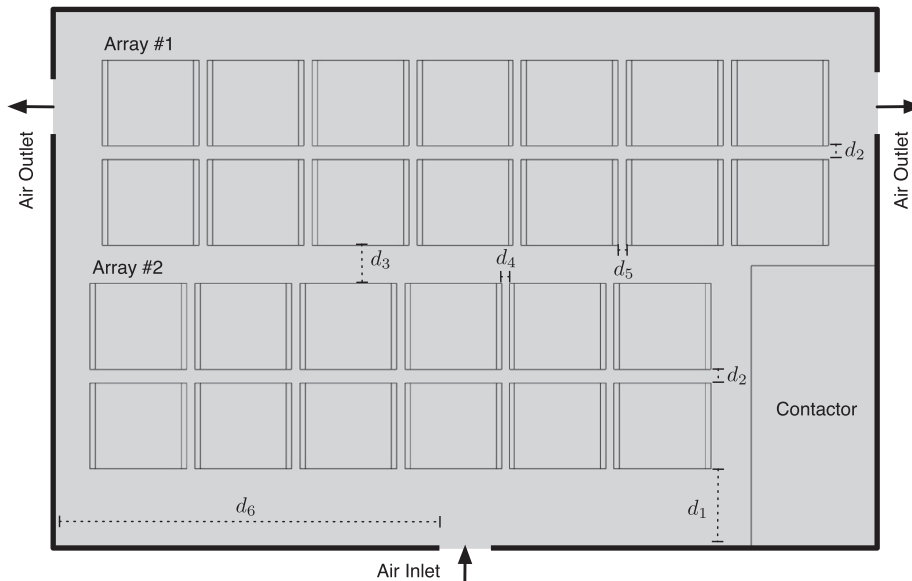 Array #1
Air Outlet
Air Outlet
d2
d3
d4
d5
Array #2
d2
Contactor
d6
d1
Air Inlet